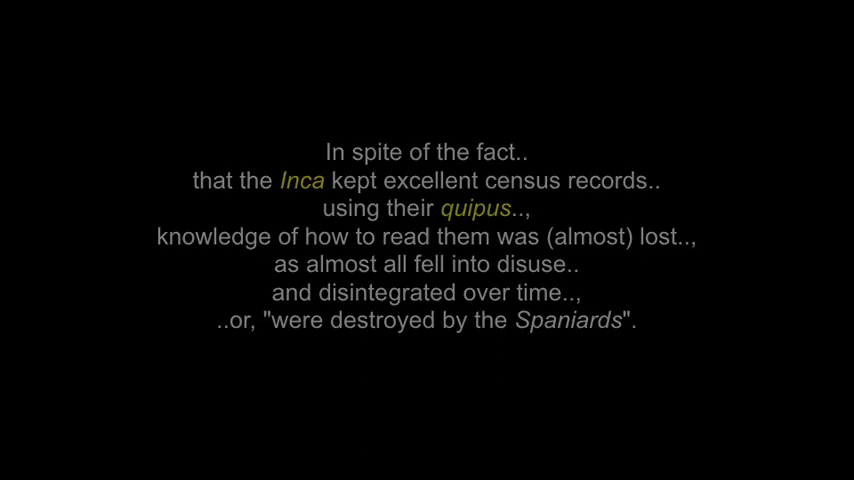 In spite of the fact..
that the Inca kept excellent census records..
using their quipus..,
knowledge of how to read them was (almost) lost..,
as almost all fell into disuse..
and disintegrated over time..,
..or, "were destroyed by the Spaniards".